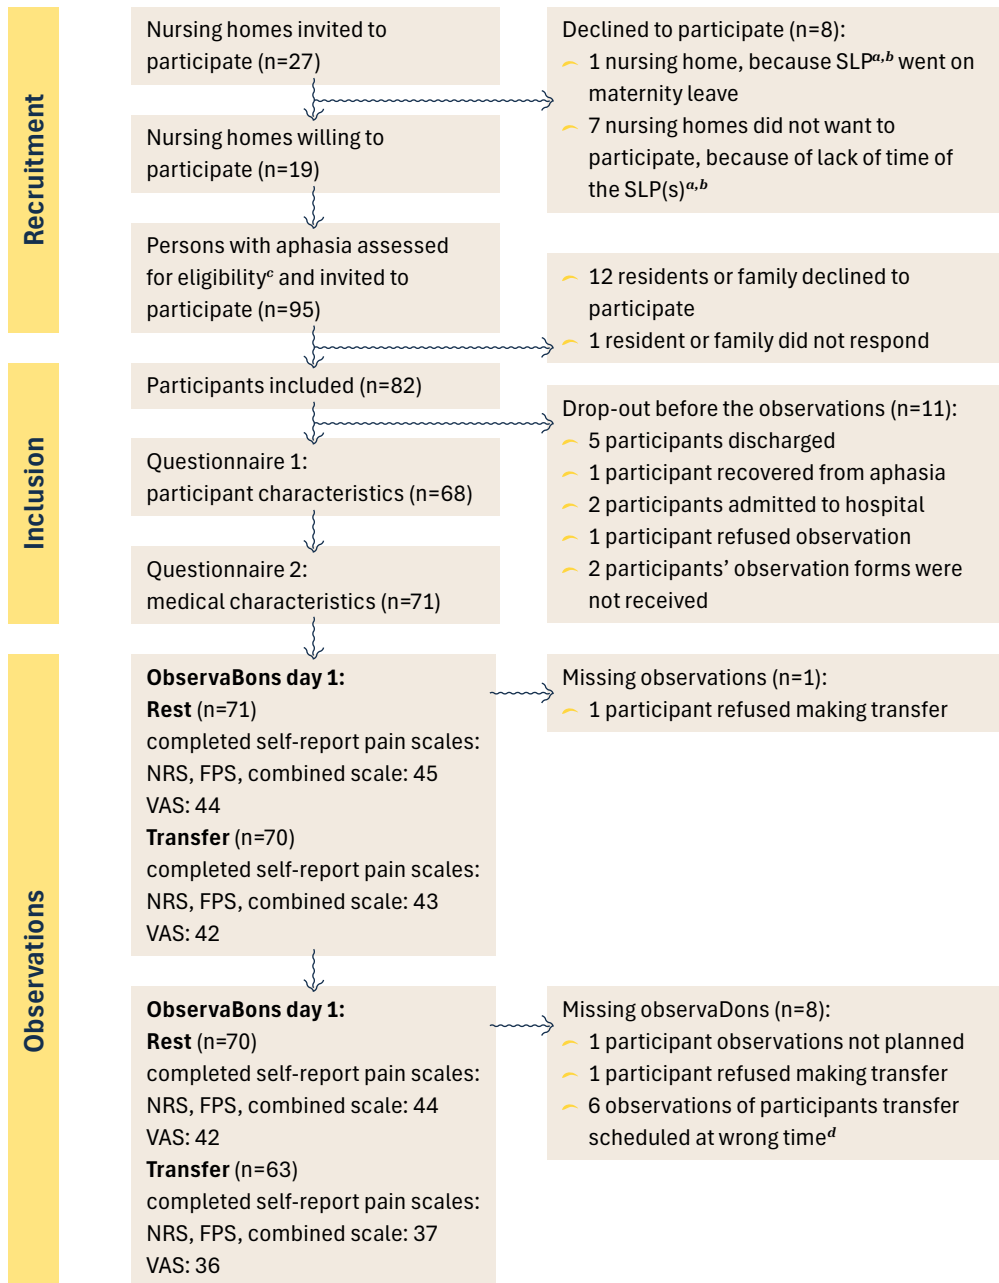 Recruitment
Nursing homes invited to
participate (n=27)
Declined to participate (n=8):
1 nursing home, because SLPa,b went on
maternity leave
7 nursing homes did not want to
participate, because of lack of time of
the SLP(s)a,b
Nursing homes willing to
participate (n=19)
Persons with aphasia assessed
for eligibilityc and invited to
participate (n=95)
12 residents or family declined to
participate
1 resident or family did not respond
Inclusion
Participants included (n=82)
Drop-out before the observations (n=11):
5 participants discharged
1 participant recovered from aphasia
2 participants admitted to hospital
1 participant refused observation
2 participants’ observation forms were
not received
Questionnaire 1:
participant characteristics (n=68)
Questionnaire 2:
medical characteristics (n=71)
Observations
ObservaBons day 1:
Rest (n=71)
completed self-report pain scales:
NRS, FPS, combined scale: 45
VAS: 44
Transfer (n=70)
completed self-report pain scales:
NRS, FPS, combined scale: 43
VAS: 42
Missing observations (n=1):
1 participant refused making transfer
ObservaBons day 1:
Rest (n=70)
completed self-report pain scales:
NRS, FPS, combined scale: 44
VAS: 42
Transfer (n=63)
completed self-report pain scales:
NRS, FPS, combined scale: 37
VAS: 36
Missing observaDons (n=8):
1 participant observations not planned
1 participant refused making transfer
6 observations of participants transfer
scheduled at wrong timed